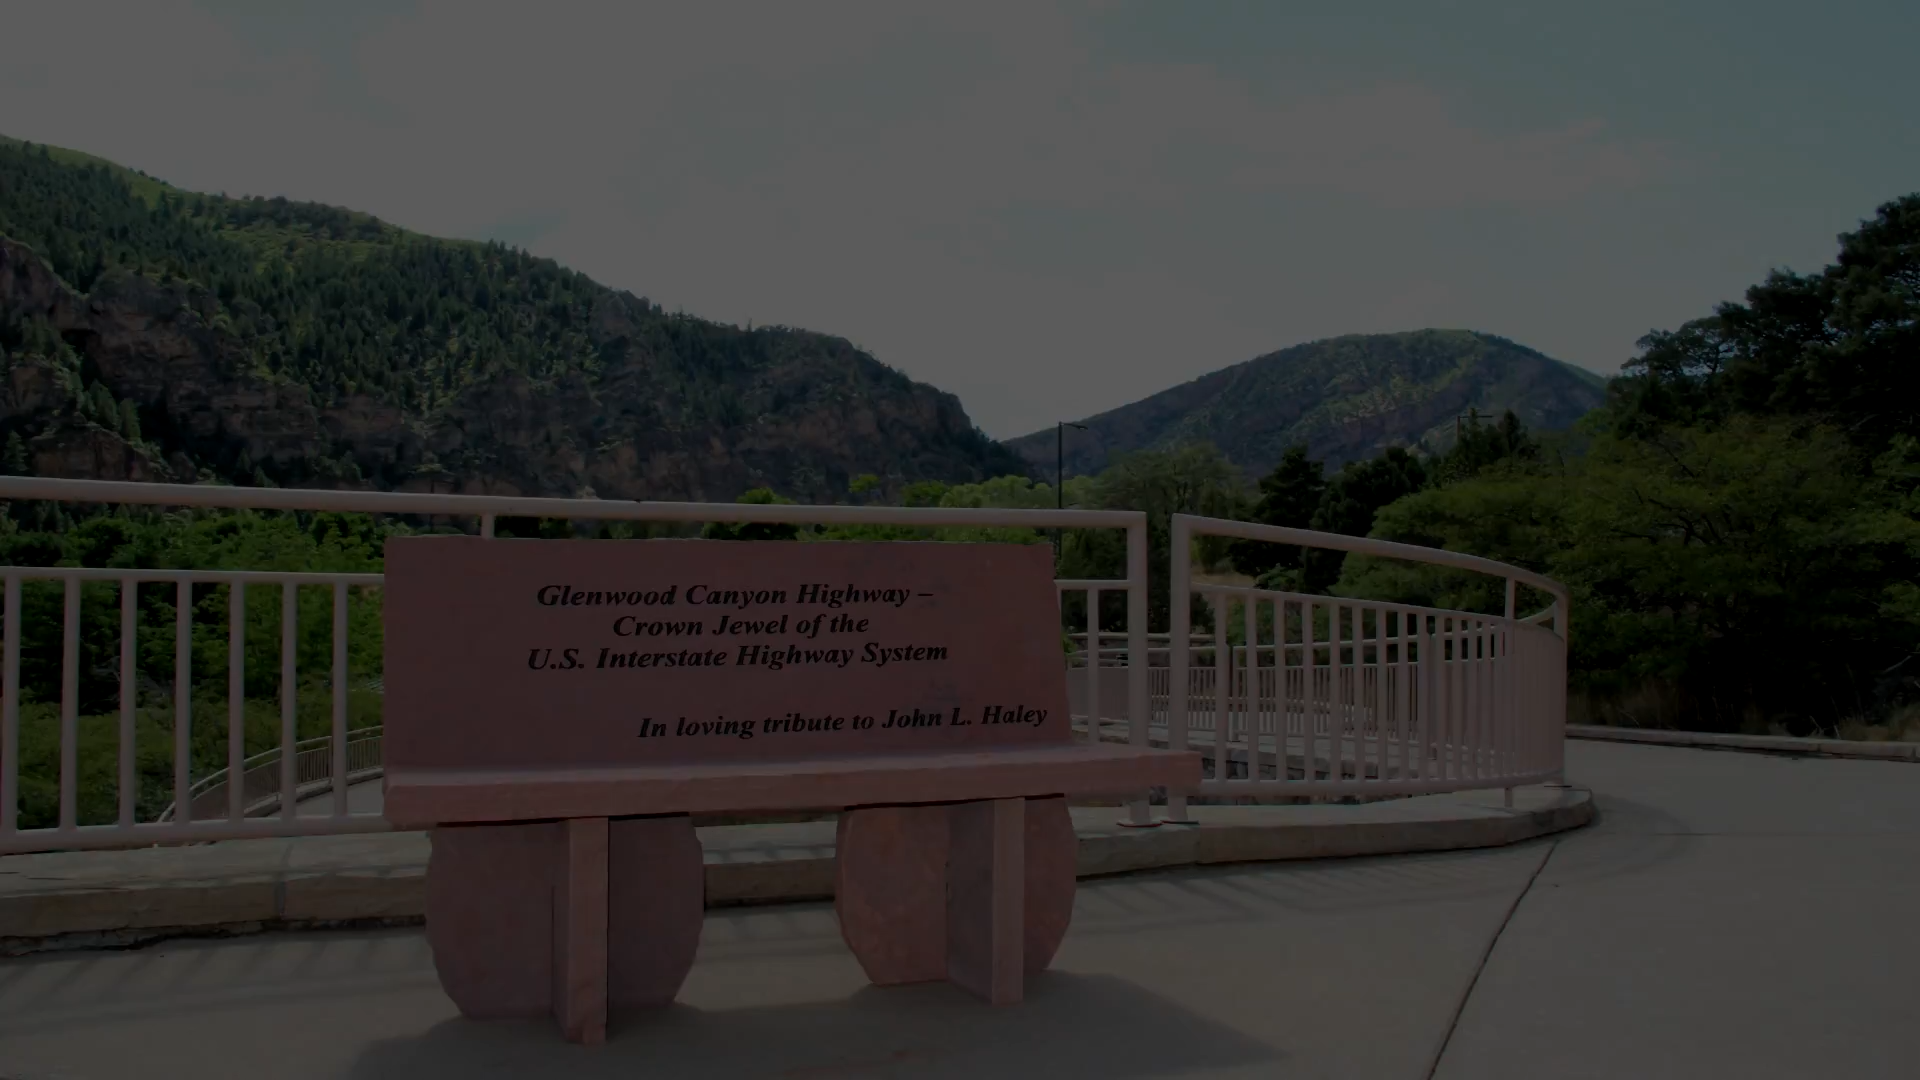 Glenwood Canyon Highway –
Crown Jewel of the
U.S. Interstate Highway System
In loving tribute to John L. Haley